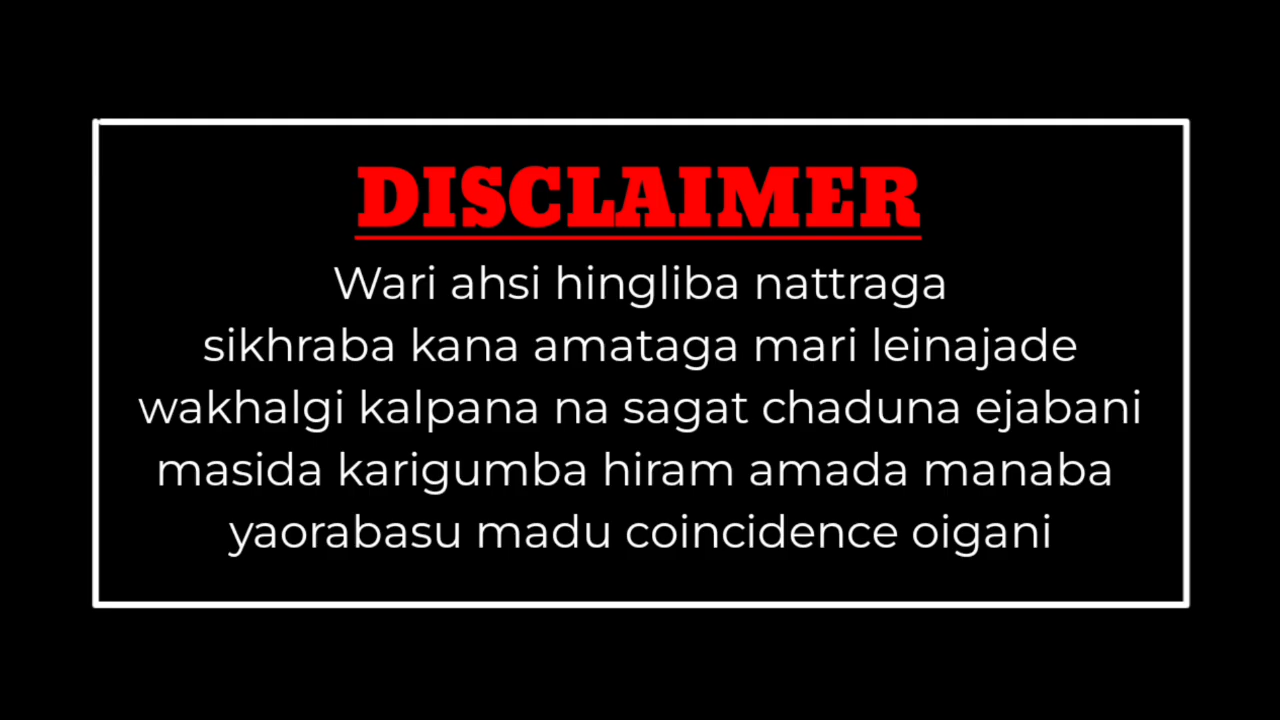 DISCLAIMER
Wari ahsi hingliba nattraga
sikhraba kana amataga mari leinajade
wakhalgi kalpana na sagat chaduna ejabani
masida karigumba hiram amada manaba
yaorabasu madu coincidence oigani